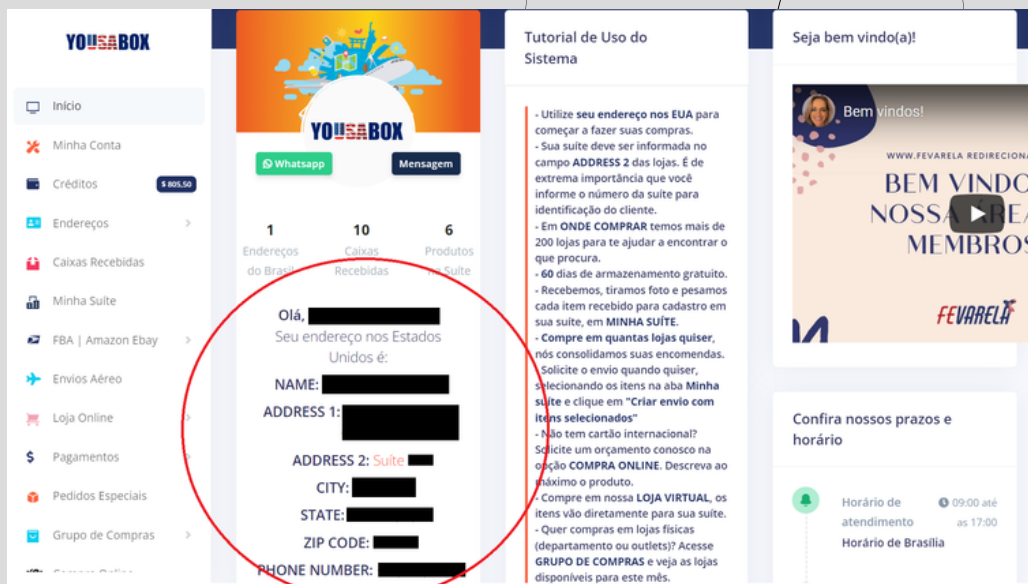 YOUSABOX
Início
Minha Conta
Créditos
$ 805,50
Endereços
Caixas Recebidas
Minha Suíte
FBA | Amazon Ebay
Envios Aéreo
Loja Online
Pagamentos
Pedidos Especiais
Grupo de Compras
YOUSABOX
Whatsapp
Mensagem
1
Endereços
do Brasil
10
Caixas
Recebidas
6
Produtos
na Suíte
Olá,
Seu endereço nos Estados
Unidos é:
NAME:
ADDRESS 1:
ADDRESS 2: Suíte
CITY:
STATE:
ZIP CODE:
PHONE NUMBER:
Tutorial de Uso do
Sistema
- Utilize seu endereço nos EUA para
começar a fazer suas compras.
- Sua suíte deve ser informada no
campo ADDRESS 2 das lojas. É de
extrema importância que você
informe o número da suíte para
identificação do cliente.
- Em ONDE COMPRAR temos mais de
200 lojas para te ajudar a encontrar o
que procura.
- 60 dias de armazenamento gratuito.
- Recebemos, tiramos foto e pesamos
cada item recebido para cadastro em
sua suíte, em MINHA SUÍTE.
- Compre em quantas lojas quiser,
nós consolidamos suas encomendas.
- Solicite o envio quando quiser,
selecionando os itens na aba Minha
suíte e clique em "Criar envio com
itens selecionados"
- Não tem cartão internacional?
Solicite um orçamento conosco na
opção COMPRA ONLINE. Descreva ao
máximo o produto.
- Compre em nossa LOJA VIRTUAL, os
itens vão diretamente para sua suíte.
- Quer compras em lojas físicas
(departamento ou outlets)? Acesse
GRUPO DE COMPRAS e veja as lojas
disponíveis para este mês.
Seja bem vindo(a)!
Bem vindos!
WWW.FEVARELA REDIRECIONA
BEM VINDO
NOSSA ÁREA
MEMBROS
FEVARELA
Confira nossos prazos e
horário
Horário de
atendimento
09:00 até
as 17:00
Horário de Brasília